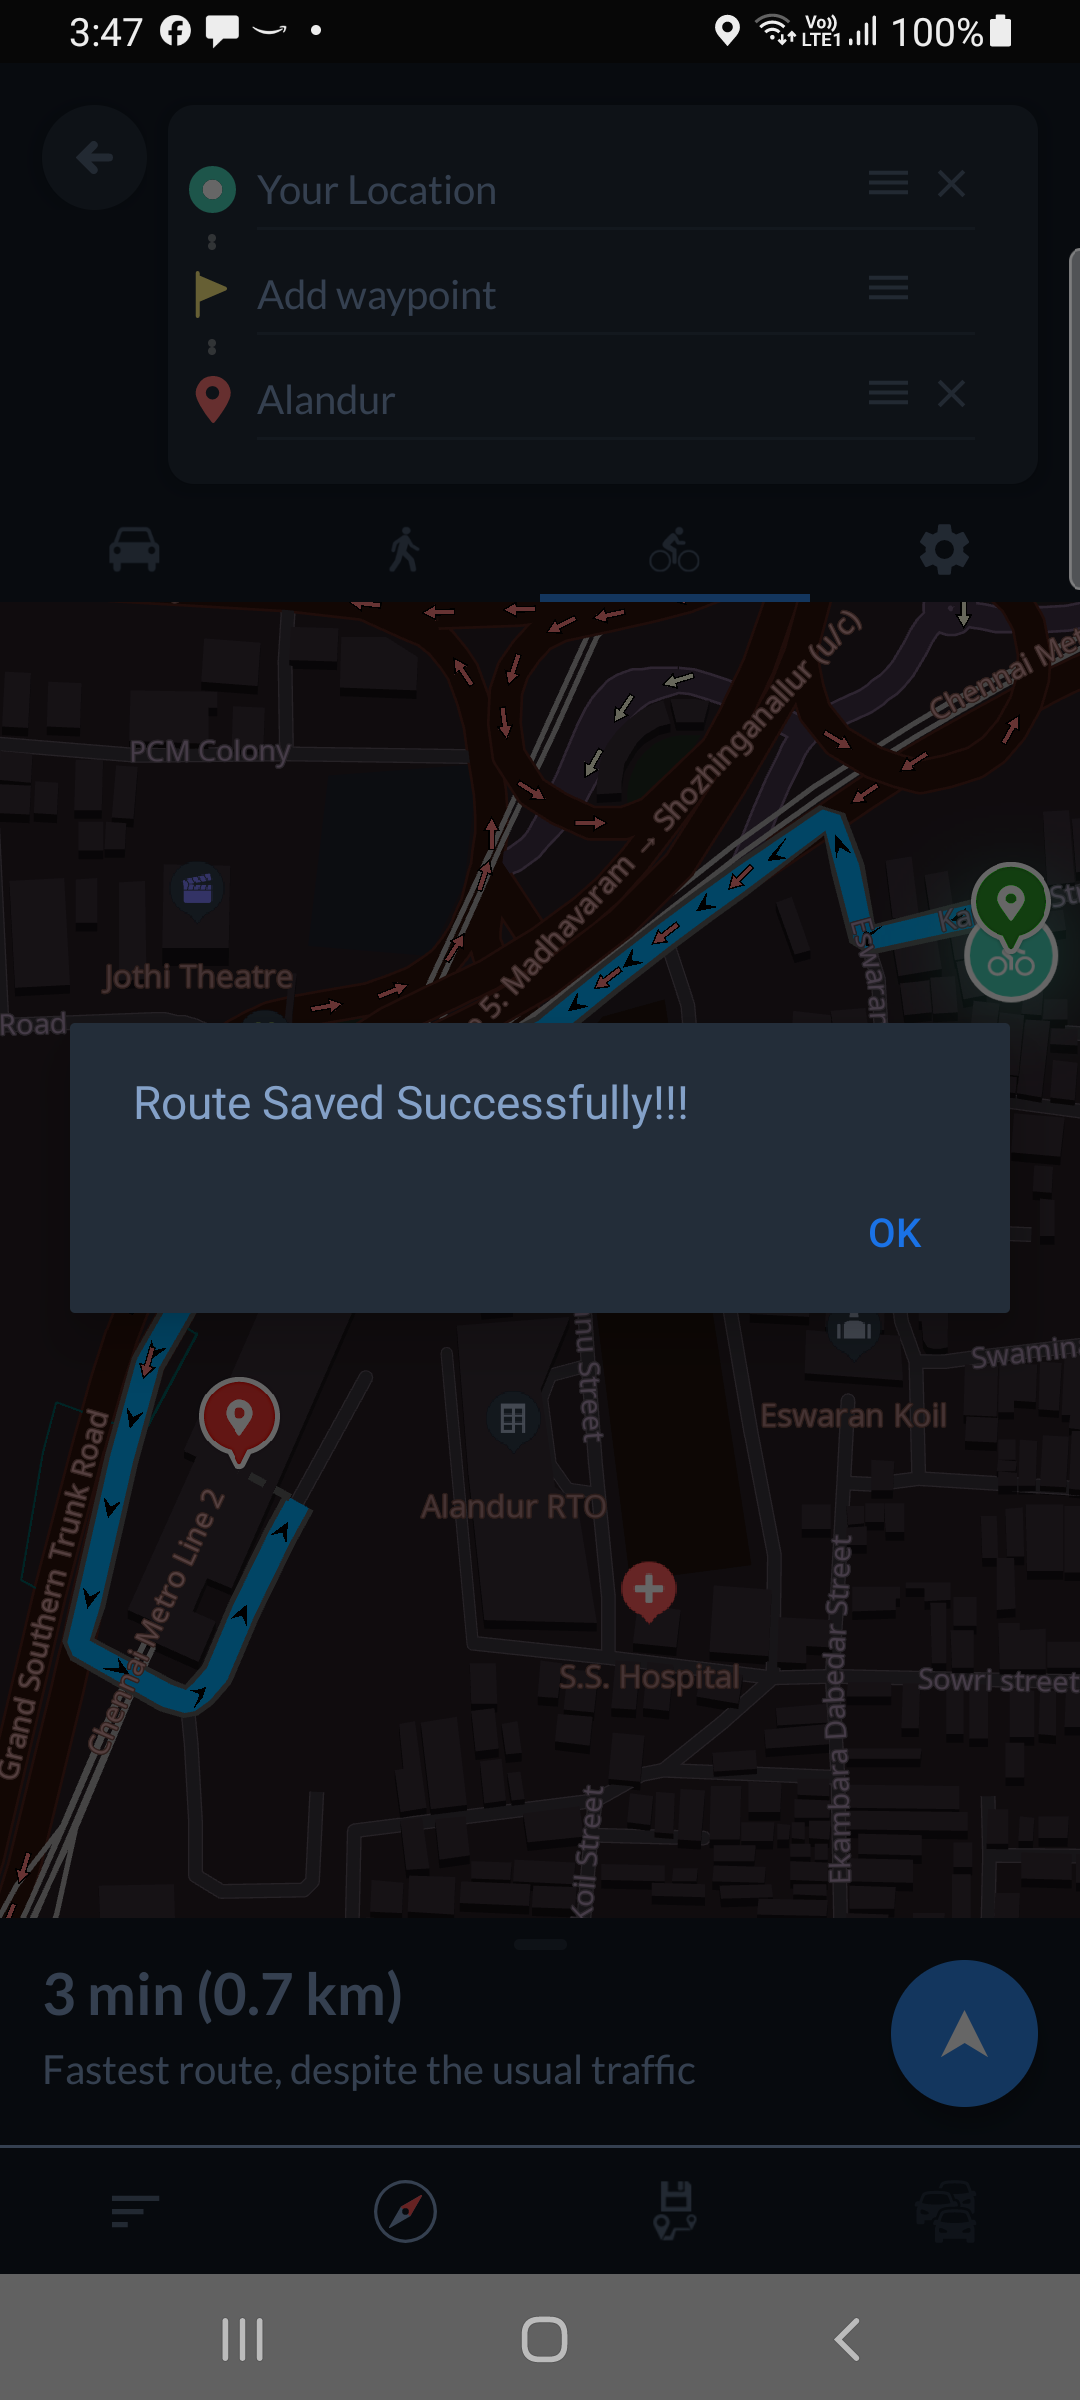 3:47
Vo)) LTE1 100%
Your Location
Add waypoint
Alandur
PCM Colony
Jothi Theatre
Road
5: Madhavaram → Shozhinganallur (u/c)
Chennai Met
Ka
Str
Eswaran
Route Saved Successfully!!!
OK
Grand Southern Trunk Road
Chennai Metro Line 2
Street
Alandur RTO
Eswaran Koil
Swamin
S.S. Hospital
Ekambara Dabedar Street
Sowri street
Koil Street
3 min (0.7 km)
Fastest route, despite the usual traffic